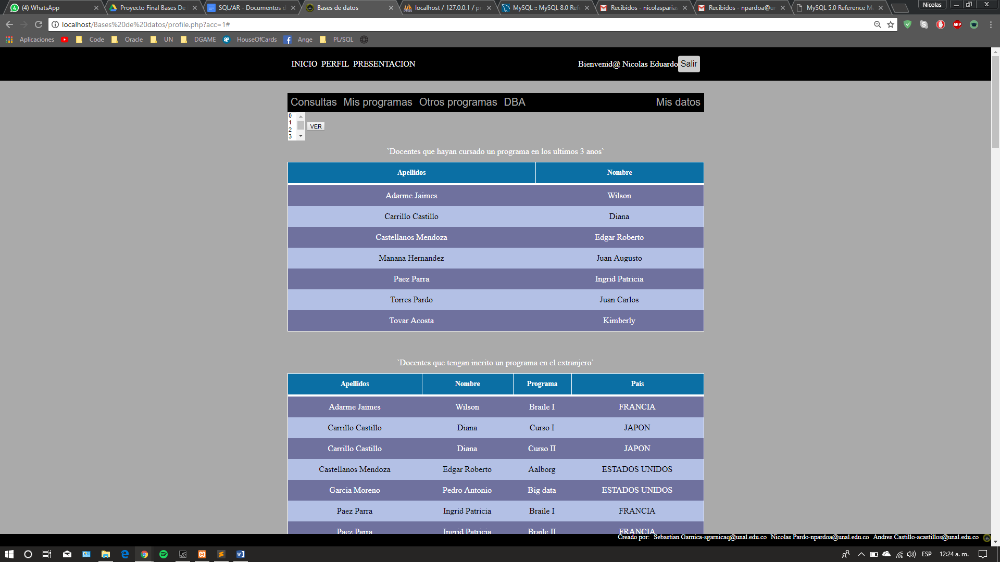 (4) WhatsApp
Proyecto Final Bases De
SQL/AR - Documentos d
Bases de datos
localhost / 127.0.0.1 / pr
MySQL :: MySQL 8.0 Ref
Recibidos - nicolasparias
Recibidos - npardoa@un
MySQL 5.0 Reference Ma
Nicolas
localhost/Bases%20de%20datos/profile.php?acc=1#
ABP
Aplicaciones
Code
Oracle
UN
DGAME
HouseOfCards
Ange
PL/SQL
INICIO PERFIL PRESENTACION
Bienvenid@ Nicolas Eduardo Salir
Consultas Mis programas Otros programas DBA Mis datos
0
1
2
3
VER
`Docentes que hayan cursado un programa en los ultimos 3 anos`
Apellidos Nombre
Adarme Jaimes Wilson
Carrillo Castillo Diana
Castellanos Mendoza Edgar Roberto
Manana Hernandez Juan Augusto
Paez Parra Ingrid Patricia
Torres Pardo Juan Carlos
Tovar Acosta Kimberly
`Docentes que tengan incrito un programa en el extranjero`
Apellidos Nombre Programa Pais
Adarme Jaimes Wilson Braile I FRANCIA
Carrillo Castillo Diana Curso I JAPON
Carrillo Castillo Diana Curso II JAPON
Castellanos Mendoza Edgar Roberto Aalborg ESTADOS UNIDOS
Garcia Moreno Pedro Antonio Big data ESTADOS UNIDOS
Paez Parra Ingrid Patricia Braile I FRANCIA
Paez Parra Ingrid Patricia Braile II FRANCIA
Creado por: Sebastian Garnica-sgarnicaq@unal.edu.co Nicolas Pardo-npardoa@unal.edu.co Andres Castillo-acastillos@unal.edu.co
ESP
12:24 a. m.